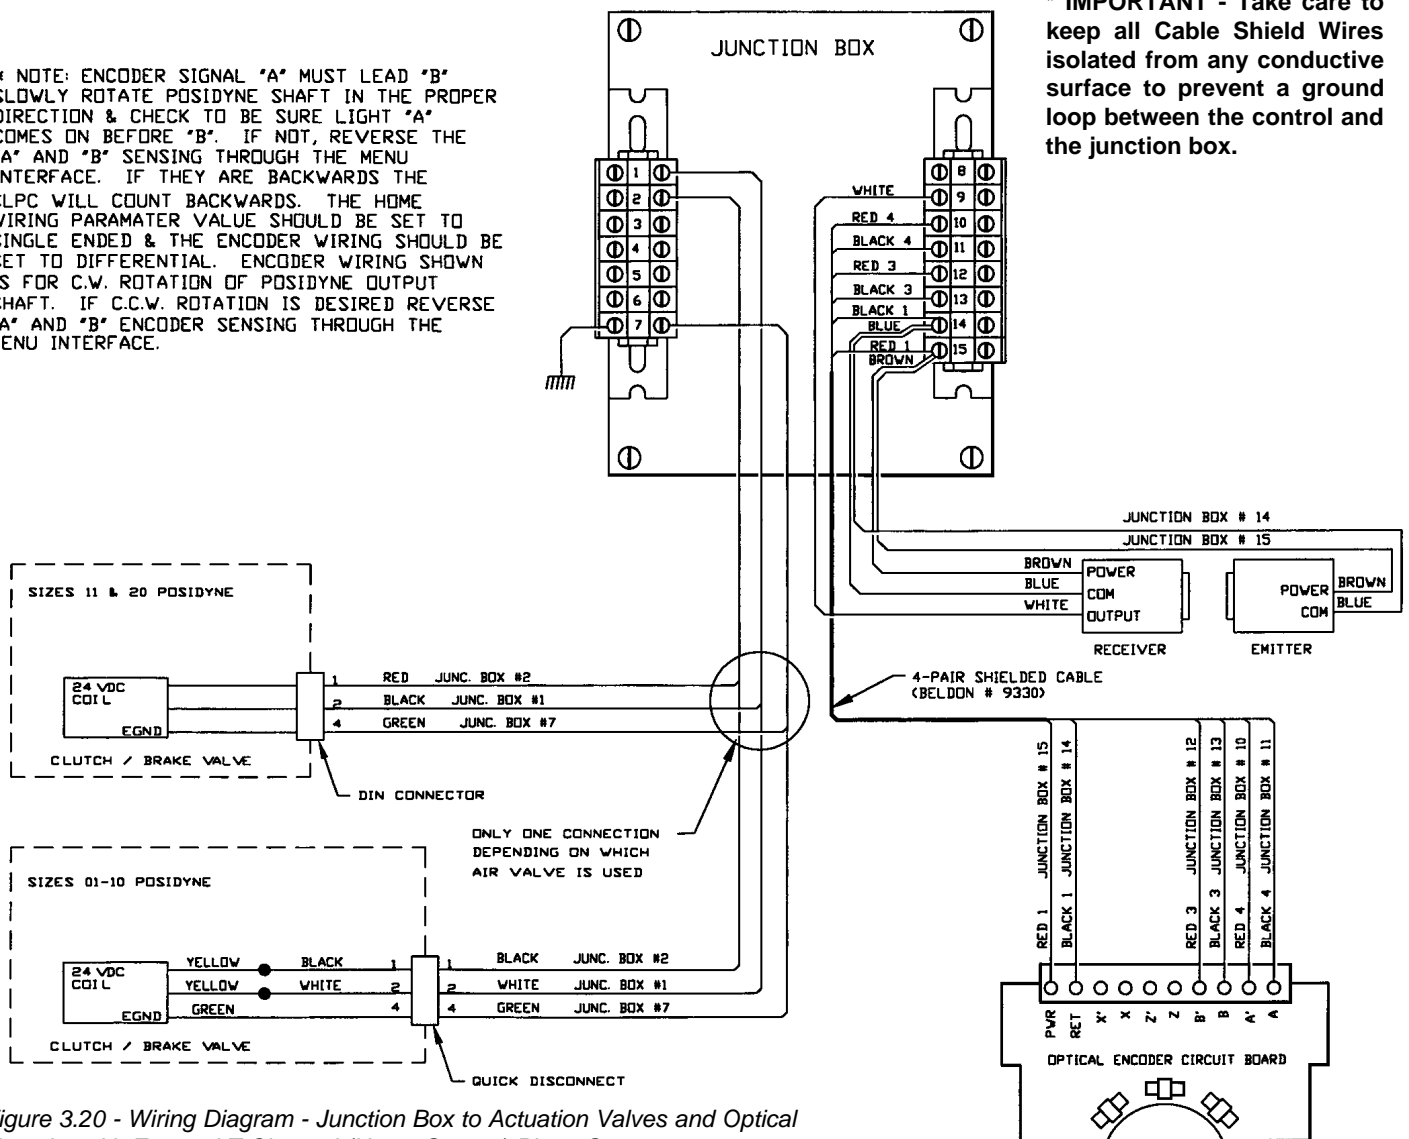 * IMPORTANT - Take care to
keep all Cable Shield Wires
isolated from any conductive
surface to prevent a ground
loop between the control and
the junction box.
NOTE: ENCODER SIGNAL "A" MUST LEAD "B"
SLOWLY ROTATE POSIDYNE SHAFT IN THE PROPER
DIRECTION & CHECK TO BE SURE LIGHT "A"
COMES ON BEFORE "B". IF NOT, REVERSE THE
"A" AND "B" SENSING THROUGH THE MENU
INTERFACE. IF THEY ARE BACKWARDS THE
CLPC WILL COUNT BACKWARDS. THE HOME
WIRING PARAMATER VALUE SHOULD BE SET TO
SINGLE ENDED & THE ENCODER WIRING SHOULD BE
SET TO DIFFERENTIAL. ENCODER WIRING SHOWN
IS FOR C.W. ROTATION OF POSIDYNE OUTPUT
SHAFT. IF C.C.W. ROTATION IS DESIRED REVERSE
"A" AND "B" ENCODER SENSING THROUGH THE
MENU INTERFACE.
JUNCTION BOX
1
2
3
4
5
6
7
8
9
10
11
12
13
14
15
WHITE
RED 4
BLACK 4
RED 3
BLACK 3
BLACK 1
BLUE
RED 1
BROWN
JUNCTION BOX # 14
JUNCTION BOX # 15
BROWN
BLUE
WHITE
POWER
COM
OUTPUT
RECEIVER
POWER
COM
BROWN
BLUE
EMITTER
4-PAIR SHIELDED CABLE
(BELDON # 9330)
SIZES 11 & 20 POSIDYNE
24 VDC
COIL
EGND
CLUTCH / BRAKE VALVE
1 RED JUNC. BOX #2
2 BLACK JUNC. BOX #1
4 GREEN JUNC. BOX #7
DIN CONNECTOR
ONLY ONE CONNECTION
DEPENDING ON WHICH
AIR VALVE IS USED
SIZES 01-10 POSIDYNE
24 VDC
COIL
EGND
CLUTCH / BRAKE VALVE
YELLOW BLACK 1 1 BLACK JUNC. BOX #2
YELLOW WHITE 2 2 WHITE JUNC. BOX #1
GREEN 4 4 GREEN JUNC. BOX #7
QUICK DISCONNECT
RED 1 JUNCTION BOX # 15
BLACK 1 JUNCTION BOX # 14
RED 3 JUNCTION BOX # 12
BLACK 3 JUNCTION BOX # 13
RED 4 JUNCTION BOX # 10
BLACK 4 JUNCTION BOX # 11
PWR
RET
X'
X
Z'
Z
B'
B
A'
A
OPTICAL ENCODER CIRCUIT BOARD
Figure 3.20 - Wiring Diagram - Junction Box to Actuation Valves and Optical